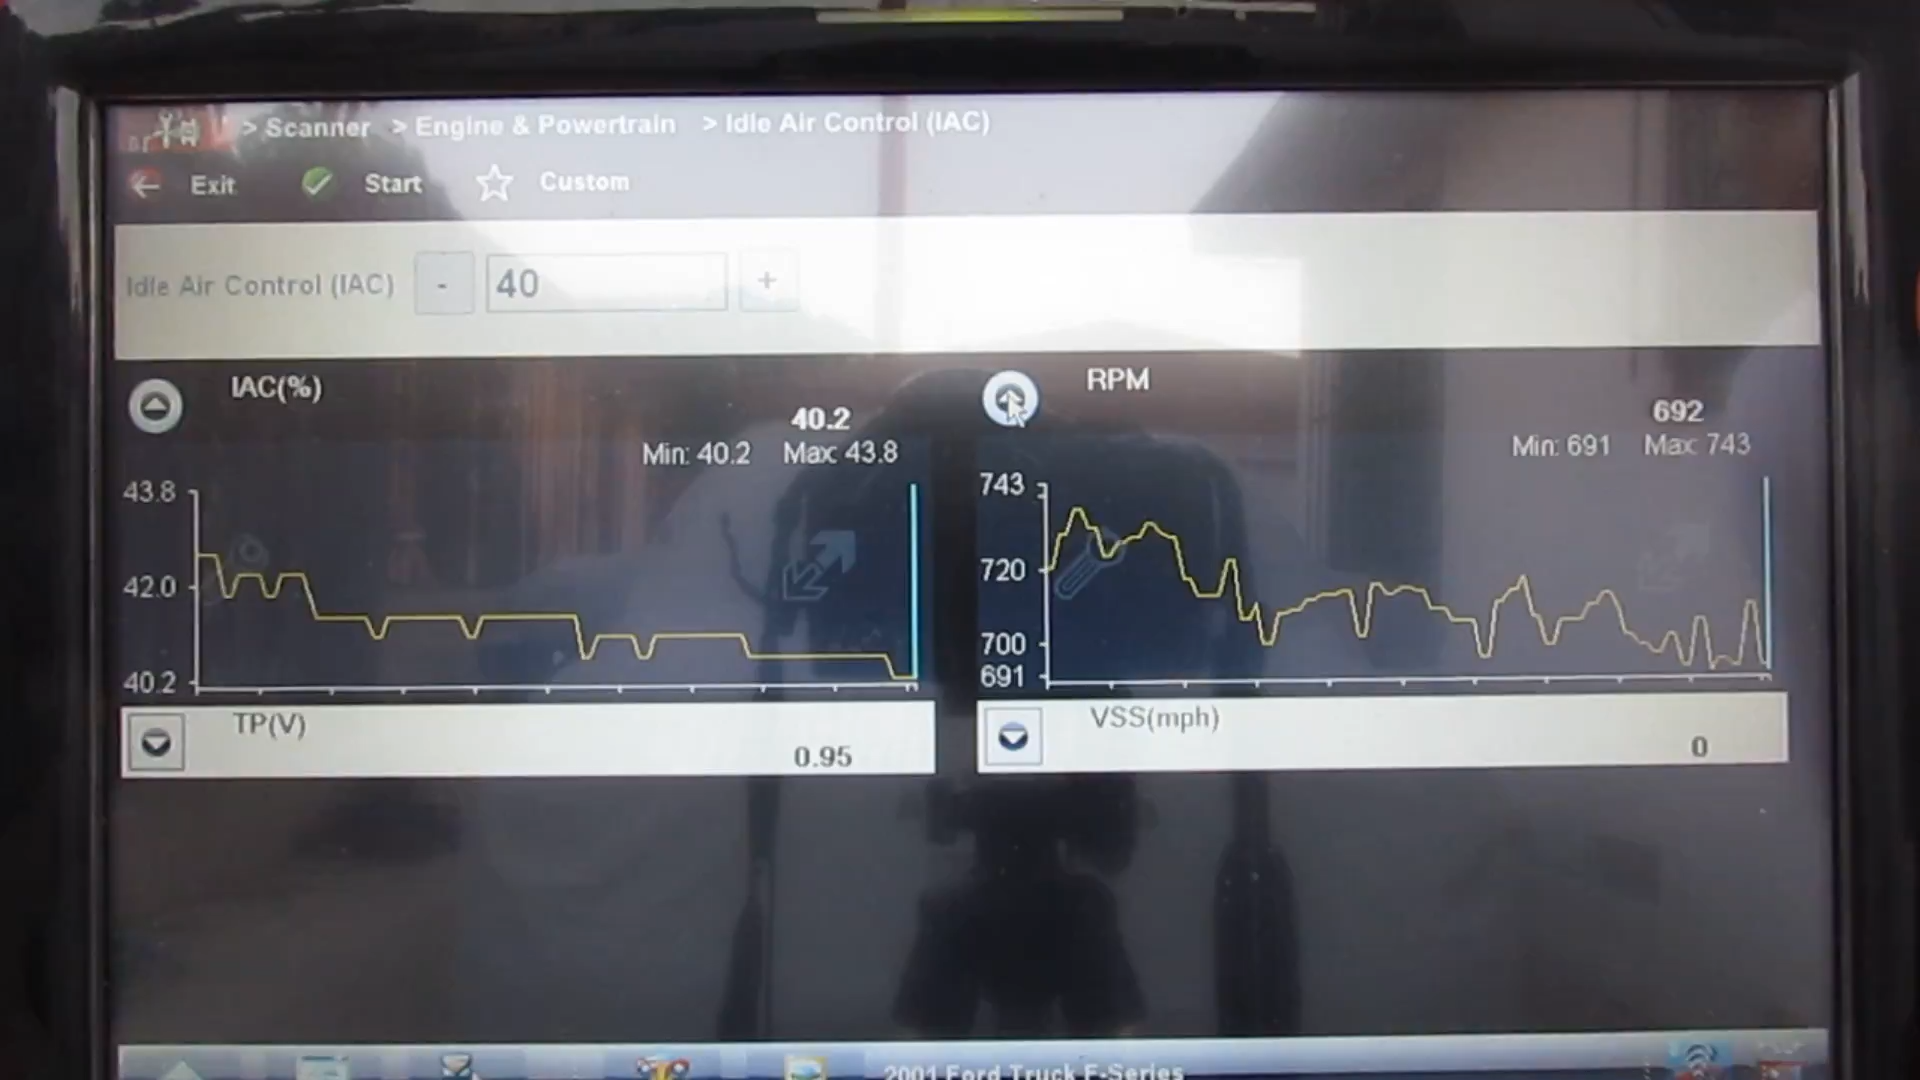 > Scanner > Engine & Powertrain > Idle Air Control (IAC)
Exit Start Custom
Idle Air Control (IAC) - 40 +
IAC(%)
40.2
Min: 40.2 Max: 43.8
43.8
42.0
40.2
TP(V)
0.95
RPM
692
Min: 691 Max: 743
743
720
700
691
VSS(mph)
0
2001 Ford Truck F-Series